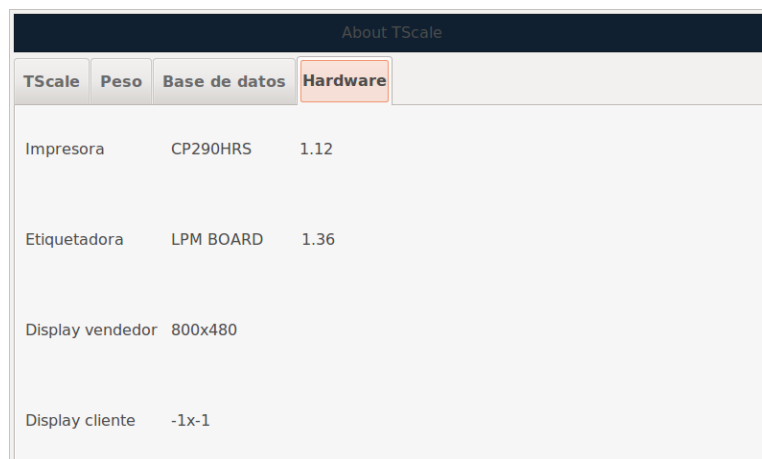 About TScale
TScale Peso Base de datos Hardware
Impresora CP290HRS 1.12
Etiquetadora LPM BOARD 1.36
Display vendedor 800x480
Display cliente -1x-1